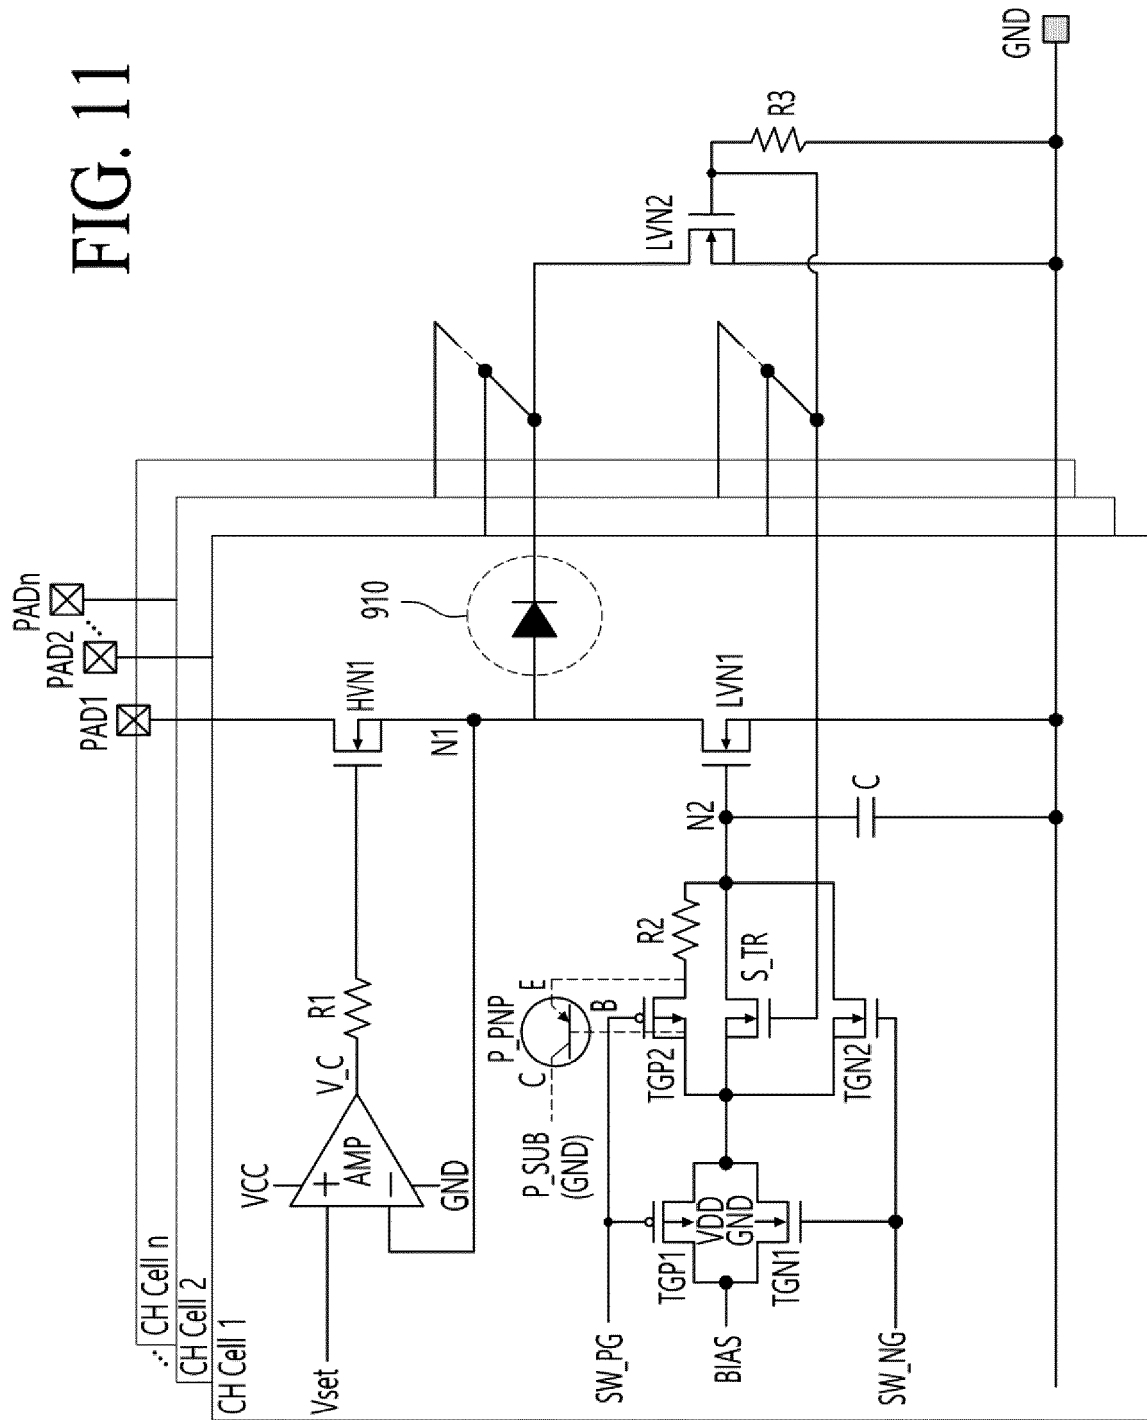 FIG. 11
PAD1
PAD2
PADn
CH Cell n
CH Cell 2
CH Cell 1
Vset
VCC
AMP
+
−
GND
V_C
R1
HVN1
N1
910
LVN2
R3
GND
P_PNP
C
E
B
P_SUB
(GND)
SW_PG
TGP1
VDD
GND
TGN1
BIAS
SW_NG
TGP2
R2
S_TR
TGN2
N2
C
LVN1